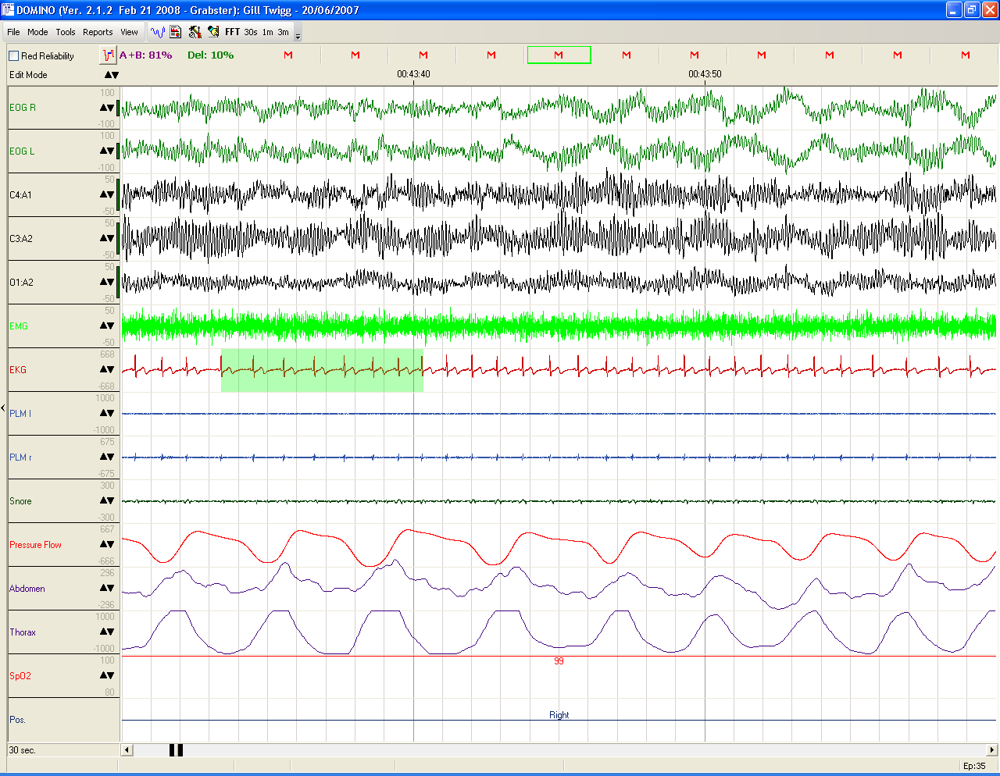 DOMINO (Ver. 2.1.2 Feb 21 2008 - Grabster): Gill Twigg - 20/06/2007
File Mode Tools Reports View FFT 30s 1m 3m
Red Reliability A+B: 81% Del: 10% M M M M M M M M M M M
Edit Mode 00:43:40 00:43:50
100
EOG R
-100
100
EOG L
-100
50
C4:A1
-50
50
C3:A2
-50
50
O1:A2
-50
50
EMG
-50
668
EKG
-668
1000
PLM l
-1000
675
PLM r
-675
300
Snore
-300
667
Pressure Flow
-666
296
Abdomen
-296
1000
Thorax
-1000
100 99
SpO2
80
Right
Pos.
30 sec.
Ep:35